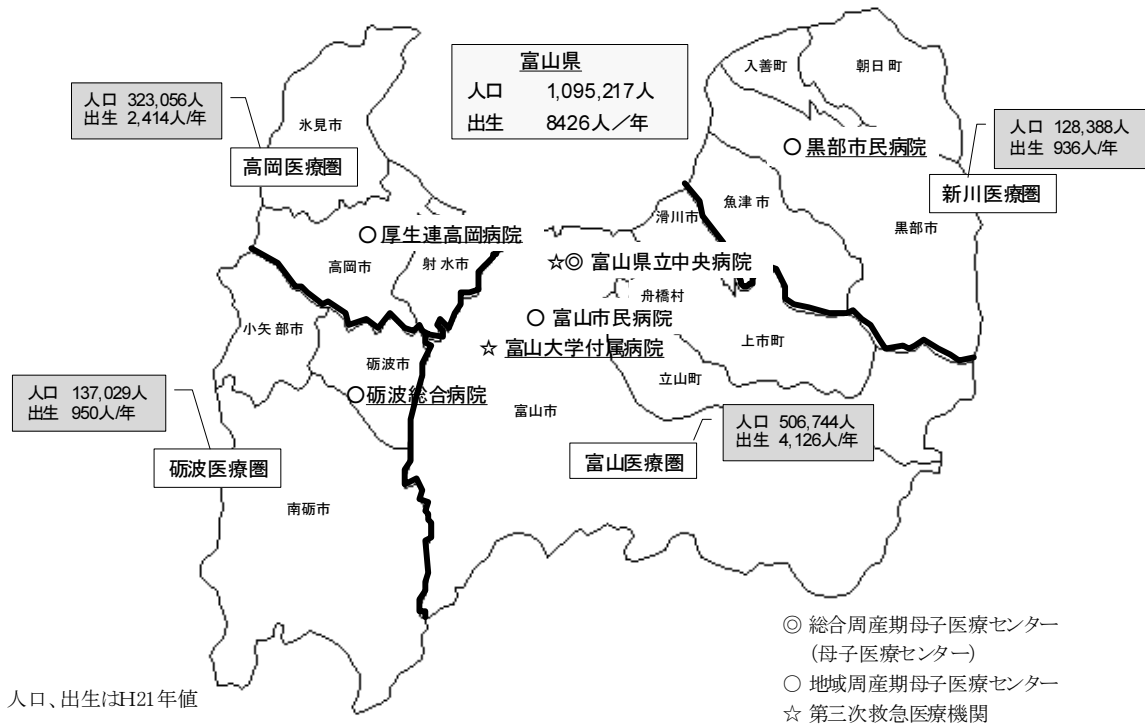 富山県
人口 1,095,217人
出生 8426人／年
入善町
朝日町
人口 323,056人
出生 2,414人/年
氷見市
高岡医療圏
○黒部市民病院
人口 128,388人
出生 936人/年
新川医療圏
魚津市
滑川市
黒部市
○厚生連高岡病院
高岡市
射水市
☆◎ 富山県立中央病院
舟橋村
○ 富山市民病院
☆ 富山大学付属病院
上市町
小矢部市
砺波市
立山町
○砺波総合病院
富山市
人口 137,029人
出生 950人/年
砺波医療圏
人口 506,744人
出生 4,126人/年
富山医療圏
南砺市
◎ 総合周産期母子医療センター
(母子医療センター)
○ 地域周産期母子医療センター
☆ 第三次救急医療機関
人口、出生はH21年値